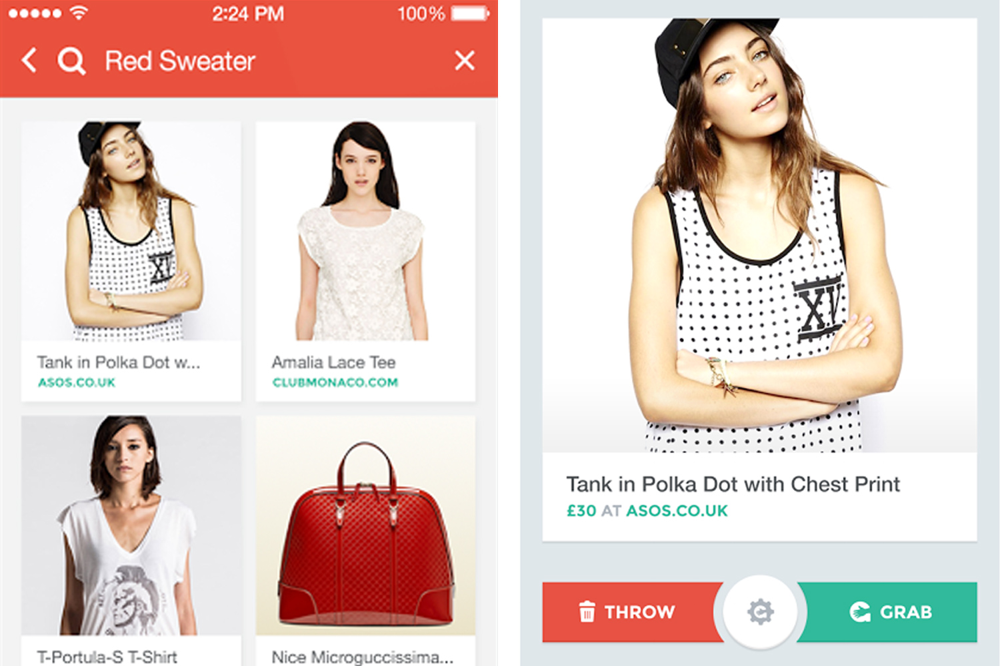 2:24 PM
100%
Red Sweater
XV
Tank in Polka Dot w...
ASOS.CO.UK
Amalia Lace Tee
CLUBMONACO.COM
T-Portula-S T-Shirt
Nice Microguccissima...
XV
Tank in Polka Dot with Chest Print
£30 AT ASOS.CO.UK
THROW
GRAB